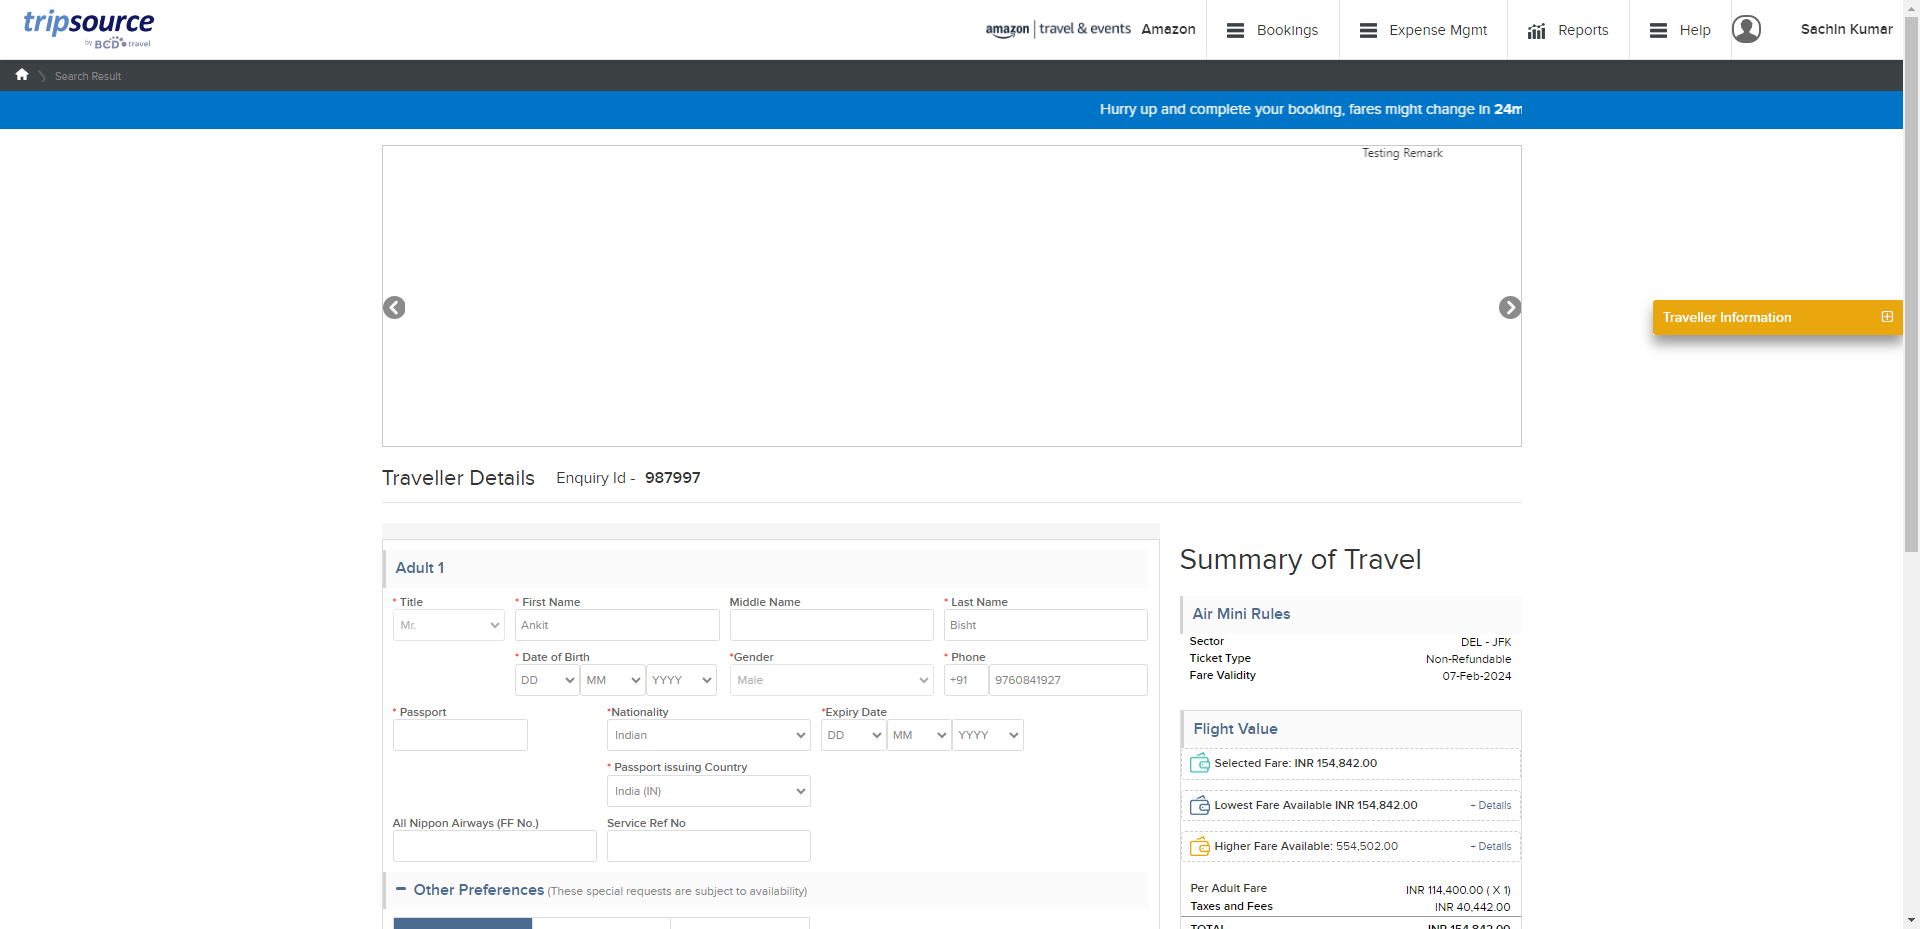 tripsource
by BCD travel
amazon | travel & events Amazon
Bookings
Expense Mgmt
Reports
Help
Sachin Kumar
Search Result
Hurry up and complete your booking, fares might change in 24m
Testing Remark
Traveller Information
Traveller Details Enquiry Id - 987997
Adult 1
* Title * First Name Middle Name * Last Name
Mr. Ankit Bisht
* Date of Birth *Gender * Phone
DD MM YYYY Male +91 9760841927
* Passport *Nationality *Expiry Date
Indian DD MM YYYY
* Passport issuing Country
India (IN)
All Nippon Airways (FF No.) Service Ref No
Other Preferences (These special requests are subject to availability)
Summary of Travel
Air Mini Rules
Sector DEL - JFK
Ticket Type Non-Refundable
Fare Validity 07-Feb-2024
Flight Value
Selected Fare: INR 154,842.00
Lowest Fare Available INR 154,842.00 + Details
Higher Fare Available: 554,502.00 + Details
Per Adult Fare INR 114,400.00 ( X 1)
Taxes and Fees INR 40,442.00
TOTAL INR 154,842.00